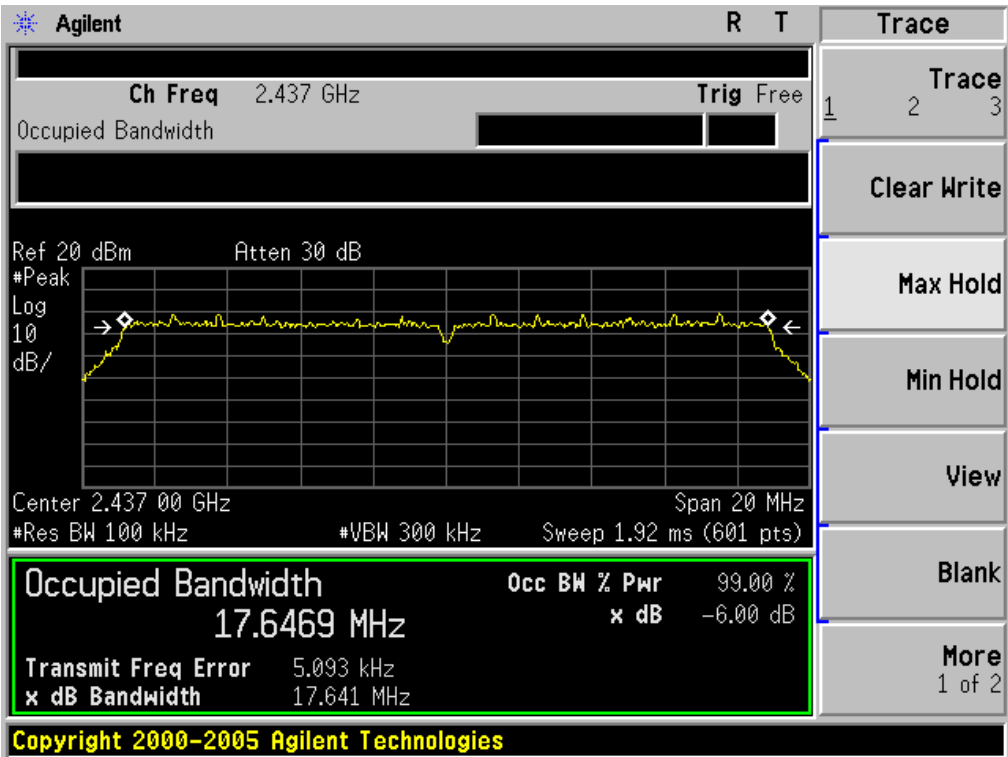 Agilent R T
Ch Freq 2.437 GHz Trig Free
Occupied Bandwidth
Ref 20 dBm Atten 30 dB
#Peak
Log
10
dB/
Center 2.437 00 GHz Span 20 MHz
#Res BW 100 kHz #VBW 300 kHz Sweep 1.92 ms (601 pts)
Occupied Bandwidth
17.6469 MHz
Occ BW % Pwr 99.00 %
x dB -6.00 dB
Transmit Freq Error 5.093 kHz
x dB Bandwidth 17.641 MHz
Copyright 2000-2005 Agilent Technologies
Trace
Trace
1 2 3
Clear Write
Max Hold
Min Hold
View
Blank
More
1 of 2